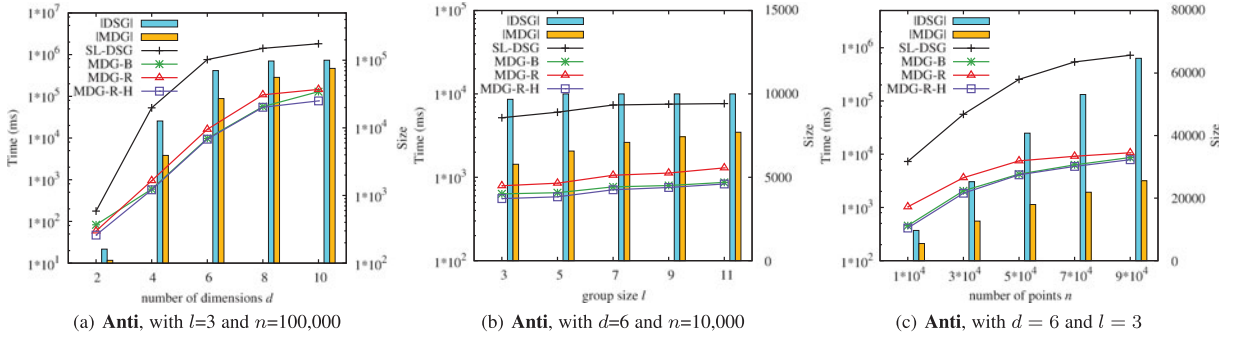 |DSG|
|MDG|
SL-DSG
MDG-B
MDG-R
MDG-R-H
Time (ms)
1*10^7
1*10^6
1*10^5
1*10^4
1*10^3
1*10^2
1*10^1
Size
1*10^5
1*10^4
1*10^3
1*10^2
2 4 6 8 10
number of dimensions d
(a) Anti, with l=3 and n=100,000
|DSG|
|MDG|
SL-DSG
MDG-B
MDG-R
MDG-R-H
Time (ms)
1*10^5
1*10^4
1*10^3
1*10^2
Size
15000
10000
5000
0
3 5 7 9 11
group size l
(b) Anti, with d=6 and n=10,000
|DSG|
|MDG|
SL-DSG
MDG-B
MDG-R
MDG-R-H
Time (ms)
1*10^6
1*10^5
1*10^4
1*10^3
1*10^2
Size
80000
60000
40000
20000
0
1*10^4 3*10^4 5*10^4 7*10^4 9*10^4
number of points n
(c) Anti, with d = 6 and l = 3